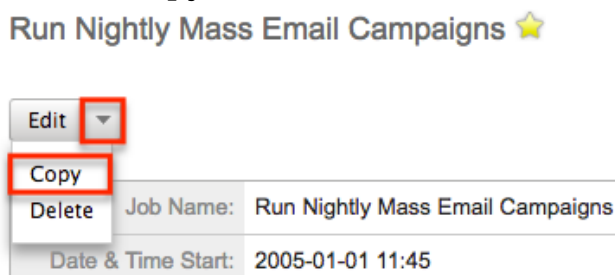 Run Nightly Mass Email Campaigns
Edit
Copy
Delete
Job Name: Run Nightly Mass Email Campaigns
Date & Time Start: 2005-01-01 11:45